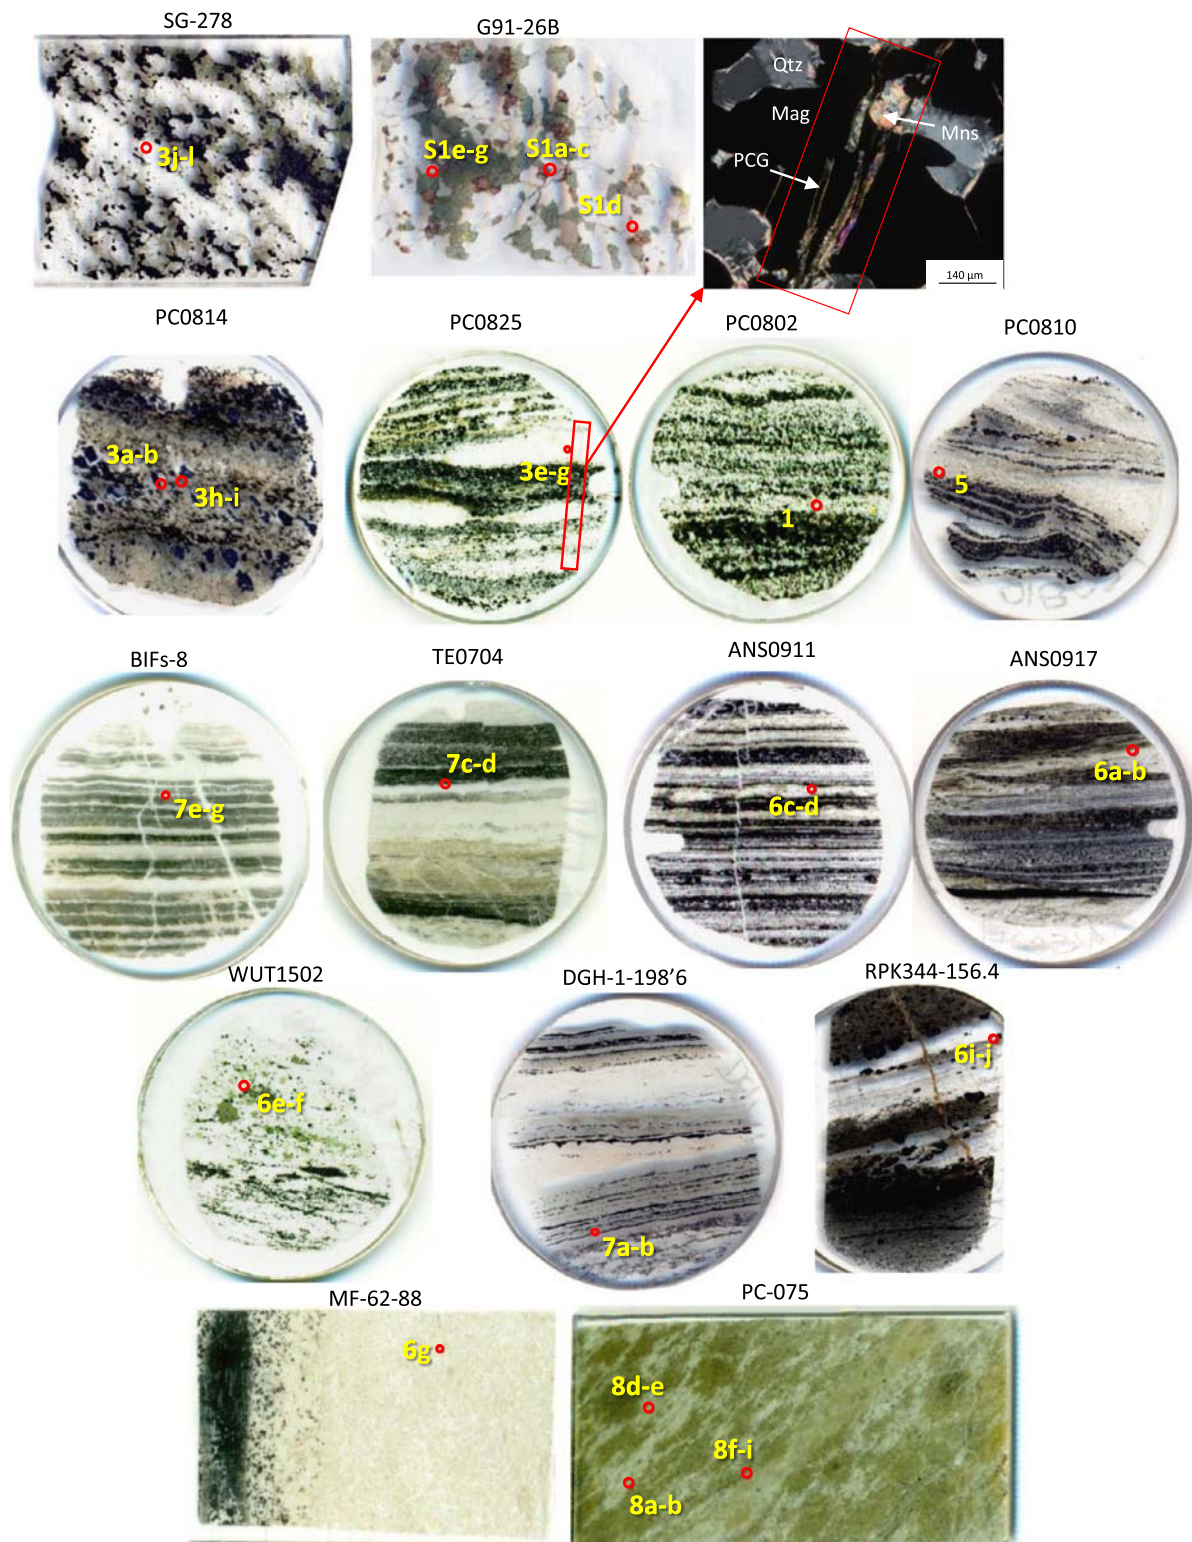 SG-278
G91-26B
3j-l
S1e-g
S1a-c
S1d
Qtz
Mag
Mns
PCG
140 µm
PC0814
PC0825
PC0802
PC0810
3a-b
3h-i
3e-g
1
5
BIFs-8
TE0704
ANS0911
ANS0917
7e-g
7c-d
6c-d
6a-b
WUT1502
DGH-1-198’6
RPK344-156.4
6e-f
7a-b
6i-j
MF-62-88
PC-075
6g
8d-e
8f-i
8a-b